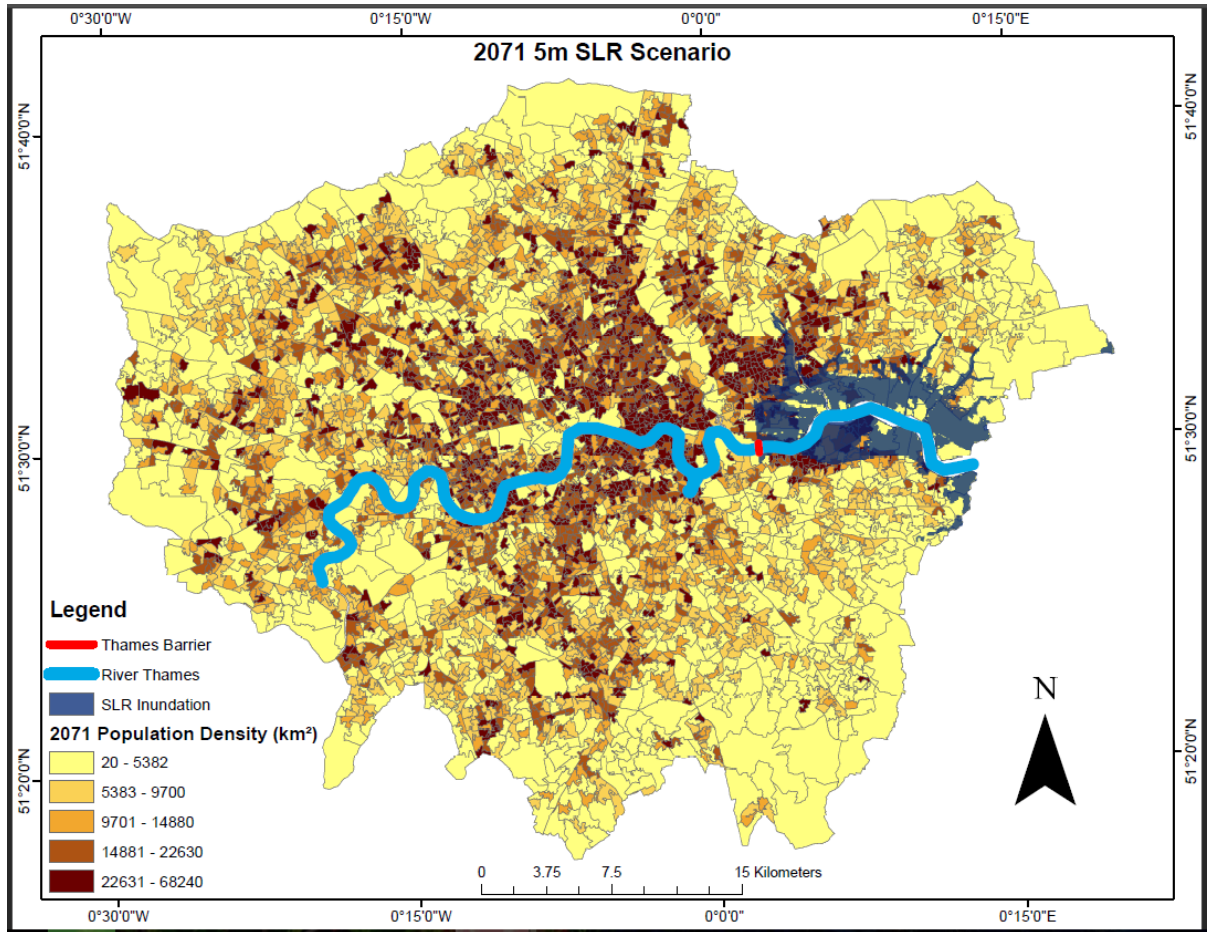 0°30'0"W 0°15'0"W 0°0'0" 0°15'0"E
2071 5m SLR Scenario
51°40'0"N 51°40'0"N
51°30'0"N 51°30'0"N
51°20'0"N 51°20'0"N
Legend
Thames Barrier
River Thames
SLR Inundation
2071 Population Density (km²)
20 - 5382
5383 - 9700
9701 - 14880
14881 - 22630
22631 - 68240
N
0 3.75 7.5 15 Kilometers
0°30'0"W 0°15'0"W 0°0'0" 0°15'0"E